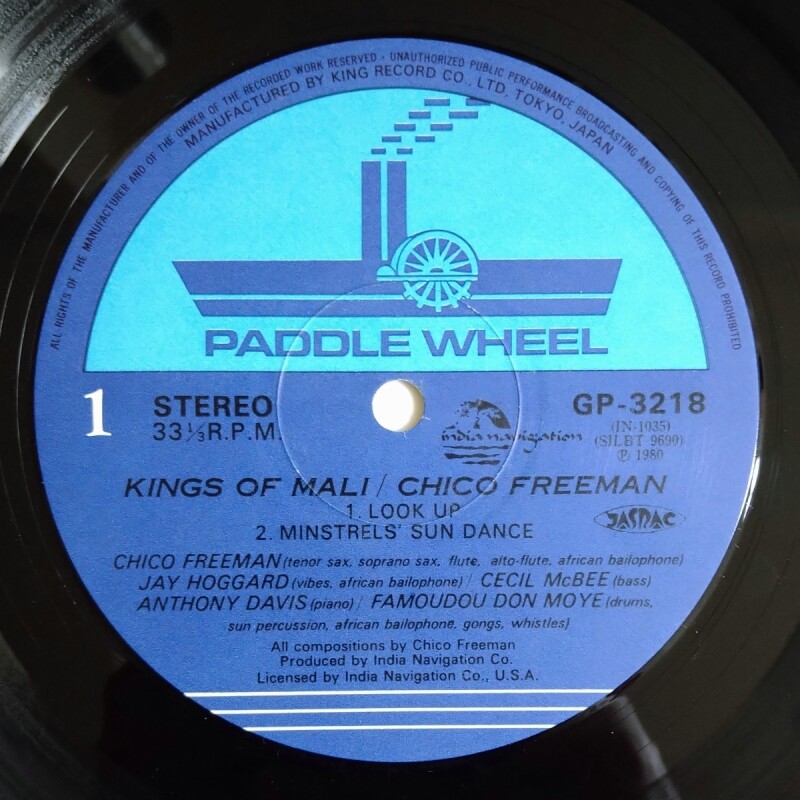 ALL RIGHTS OF THE MANUFACTURER AND OF THE OWNER OF THE RECORDED WORK RESERVED · UNAUTHORIZED PUBLIC PERFORMANCE BROADCASTING AND COPYING OF THIS RECORD PROHIBITED
MANUFACTURED BY KING RECORD CO., LTD. TOKYO, JAPAN
PADDLE WHEEL
1 STEREO GP-3218
33⅓R.P.M. india navigation (IN-1035)
(SJLBT 9699)
Ⓟ 1980
KINGS OF MALI / CHICO FREEMAN
1. LOOK UP
2. MINSTRELS' SUN DANCE JASRAC
CHICO FREEMAN (tenor sax, soprano sax, flute, alto-flute, african bailophone)
JAY HOGGARD (vibes, african bailophone) / CECIL McBEE (bass)
ANTHONY DAVIS (piano) / FAMOUDOU DON MOYE (drums,
sun percussion, african bailophone, gongs, whistles)
All compositions by Chico Freeman
Produced by India Navigation Co.
Licensed by India Navigation Co., U.S.A.